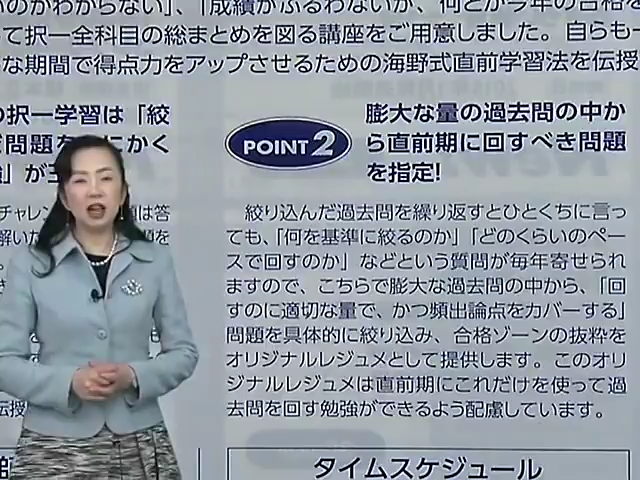 いのかわからない」、「成績がふるわないが、何とか今年の合格を
って択一全科目の総まとめを図る講座をご用意しました。自らも
な期間で得点力をアップさせるための海野式直前学習法を伝授
の択一学習は「絞
だ問題を
にかく
」が
POINT 2
膨大な量の過去問の中か
ら直前期に回すべき問題
を指定!
チャレン
題は答
解いた
題を
絞り込んだ過去問を繰り返すとひとくちに言っ
ても、「何を基準に絞るのか」「どのくらいのペー
スで回すのか」などという質問が毎年寄せられ
ますので、こちらで膨大な過去問の中から、「回
すのに適切な量で、かつ頻出論点をカバーする」
問題を具体的に絞り込み、合格ゾーンの抜粋を
オリジナルレジュメとして提供します。このオリ
ジナルレジュメは直前期にこれだけを使って過
去問を回す勉強ができるよう配慮しています。
伝授
タイムスケジュール